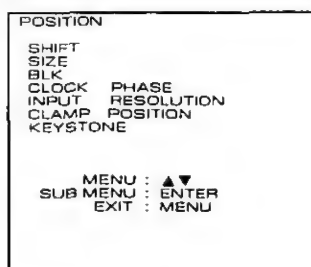 POSITION
SHIFT
SIZE
BLK
CLOCK PHASE
INPUT RESOLUTION
CLAMP POSITION
KEYSTONE
MENU : ▲▼
SUB MENU : ENTER
EXIT : MENU